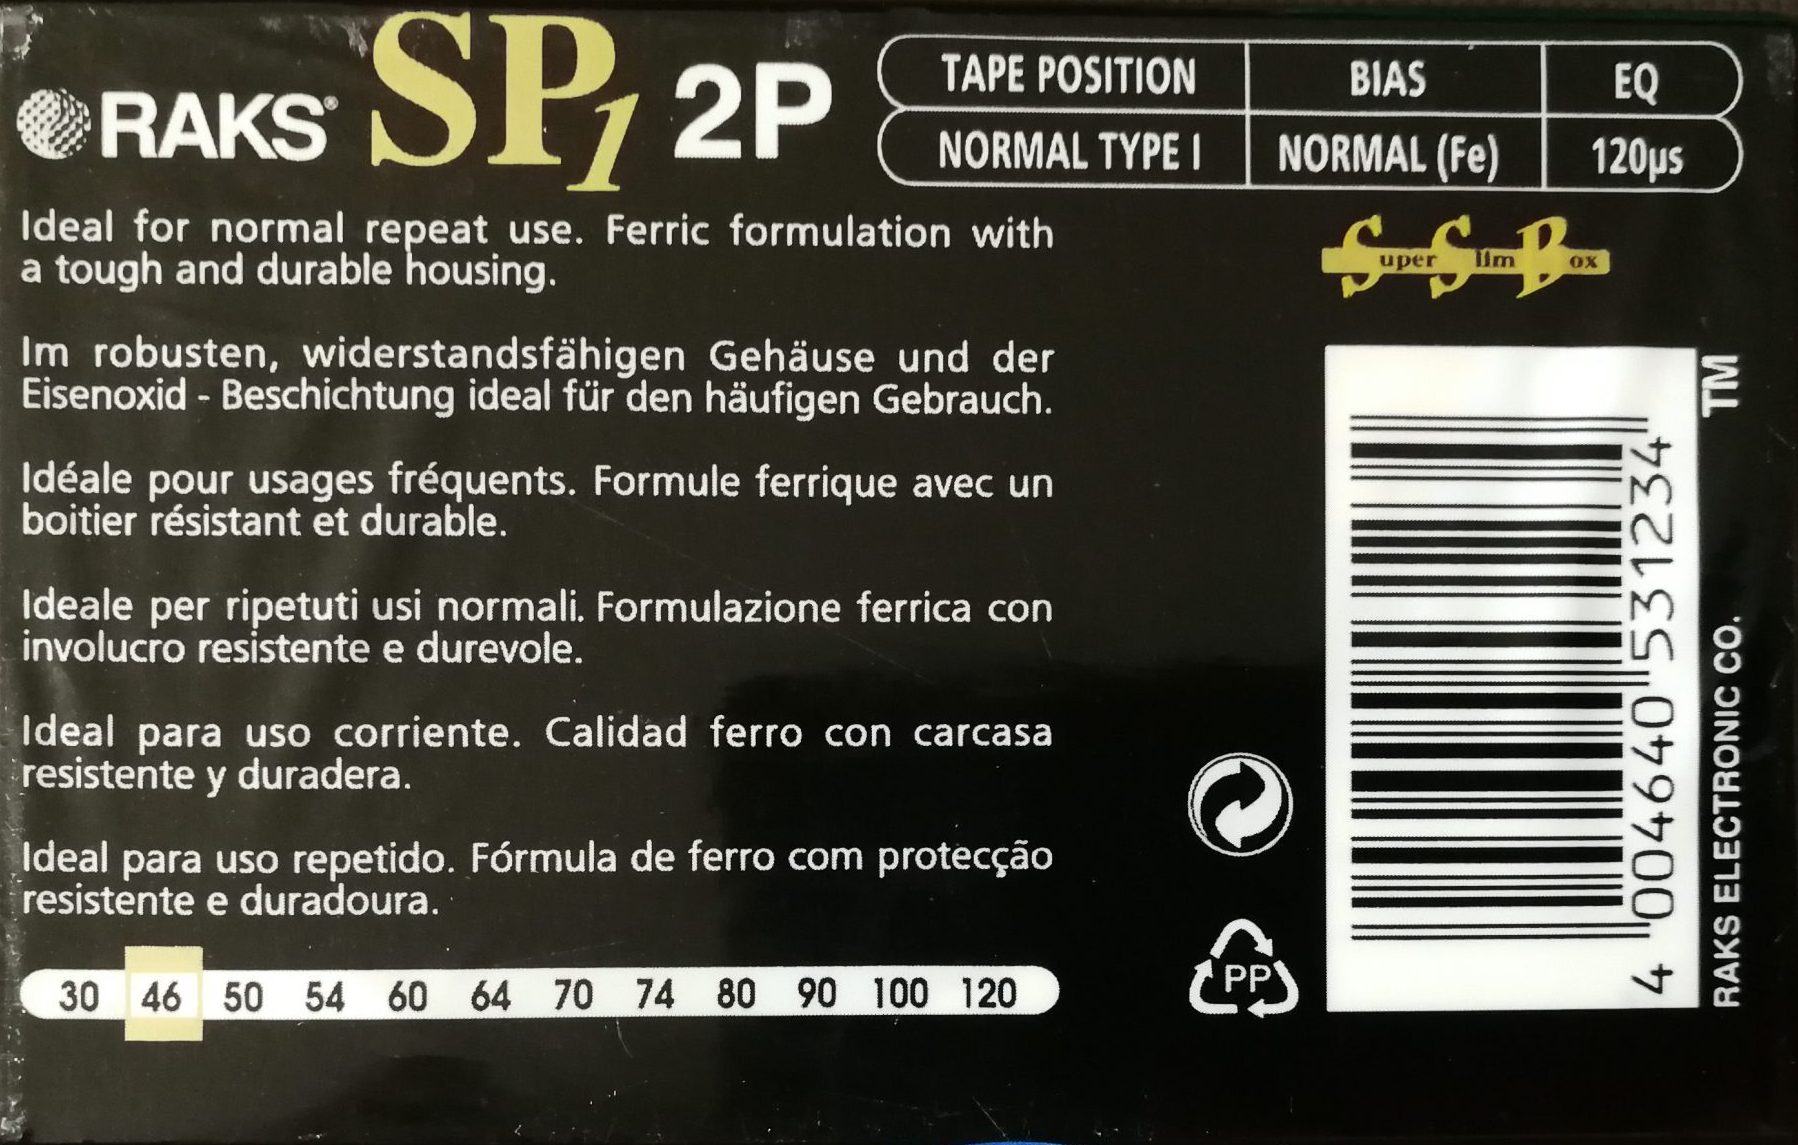 RAKS® SP1 2P
TAPE POSITION BIAS EQ
NORMAL TYPE I NORMAL (Fe) 120µs
Super Slim Box
Ideal for normal repeat use. Ferric formulation with
a tough and durable housing.
Im robusten, widerstandsfähigen Gehäuse und der
Eisenoxid - Beschichtung ideal für den häufigen Gebrauch.
Idéale pour usages fréquents. Formule ferrique avec un
boitier résistant et durable.
Ideale per ripetuti usi normali. Formulazione ferrica con
involucro resistente e durevole.
Ideal para uso corriente. Calidad ferro con carcasa
resistente y duradera.
Ideal para uso repetido. Fórmula de ferro com protecção
resistente e duradoura.
30 46 50 54 60 64 70 74 80 90 100 120
PP
4 004640 531234
RAKS ELECTRONIC CO.
TM